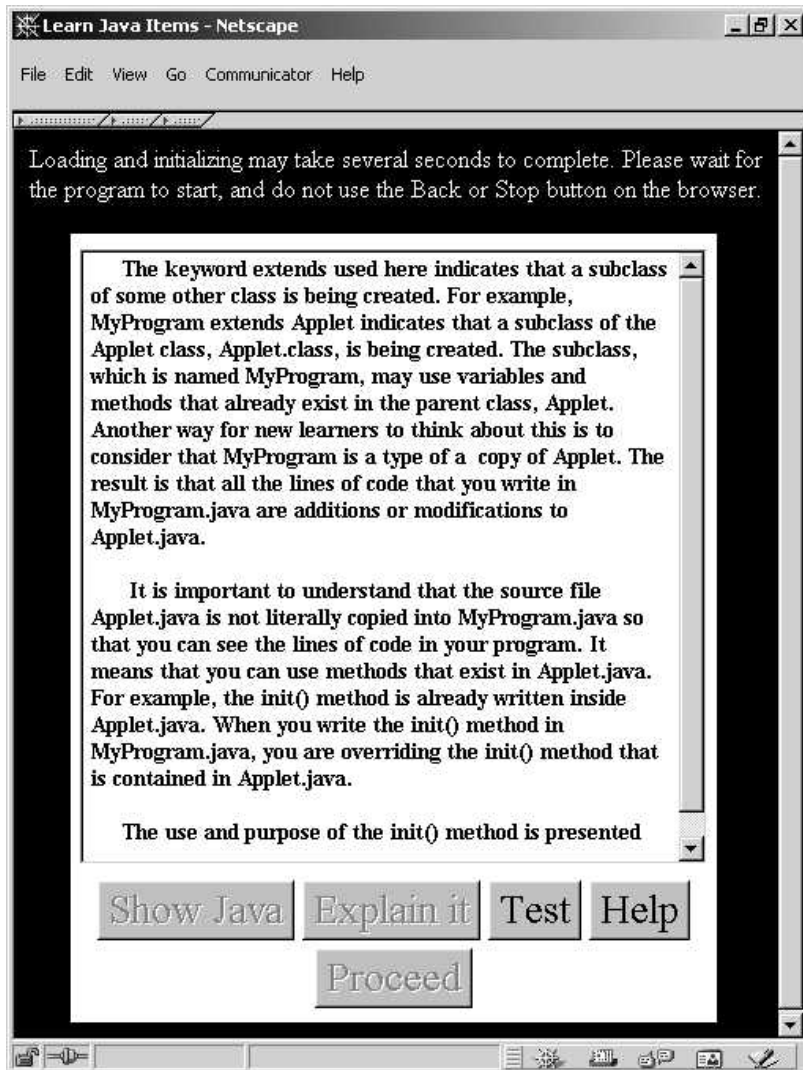 Learn Java Items - Netscape
File Edit View Go Communicator Help
Loading and initializing may take several seconds to complete. Please wait for
the program to start, and do not use the Back or Stop button on the browser.
The keyword extends used here indicates that a subclass
of some other class is being created. For example,
MyProgram extends Applet indicates that a subclass of the
Applet class, Applet.class, is being created. The subclass,
which is named MyProgram, may use variables and
methods that already exist in the parent class, Applet.
Another way for new learners to think about this is to
consider that MyProgram is a type of a  copy of Applet. The
result is that all the lines of code that you write in
MyProgram.java are additions or modifications to
Applet.java.
It is important to understand that the source file
Applet.java is not literally copied into MyProgram.java so
that you can see the lines of code in your program. It
means that you can use methods that exist in Applet.java.
For example, the init() method is already written inside
Applet.java. When you write the init() method in
MyProgram.java, you are overriding the init() method that
is contained in Applet.java.
The use and purpose of the init() method is presented
Show Java Explain it Test Help
Proceed